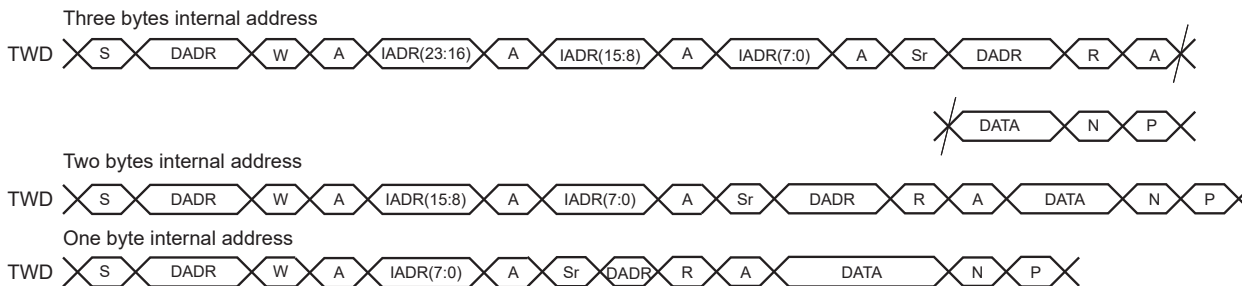 Three bytes internal address
TWD S DADR W A IADR(23:16) A IADR(15:8) A IADR(7:0) A Sr DADR R A
DATA N P
Two bytes internal address
TWD S DADR W A IADR(15:8) A IADR(7:0) A Sr DADR R A DATA N P
One byte internal address
TWD S DADR W A IADR(7:0) A Sr DADR R A DATA N P